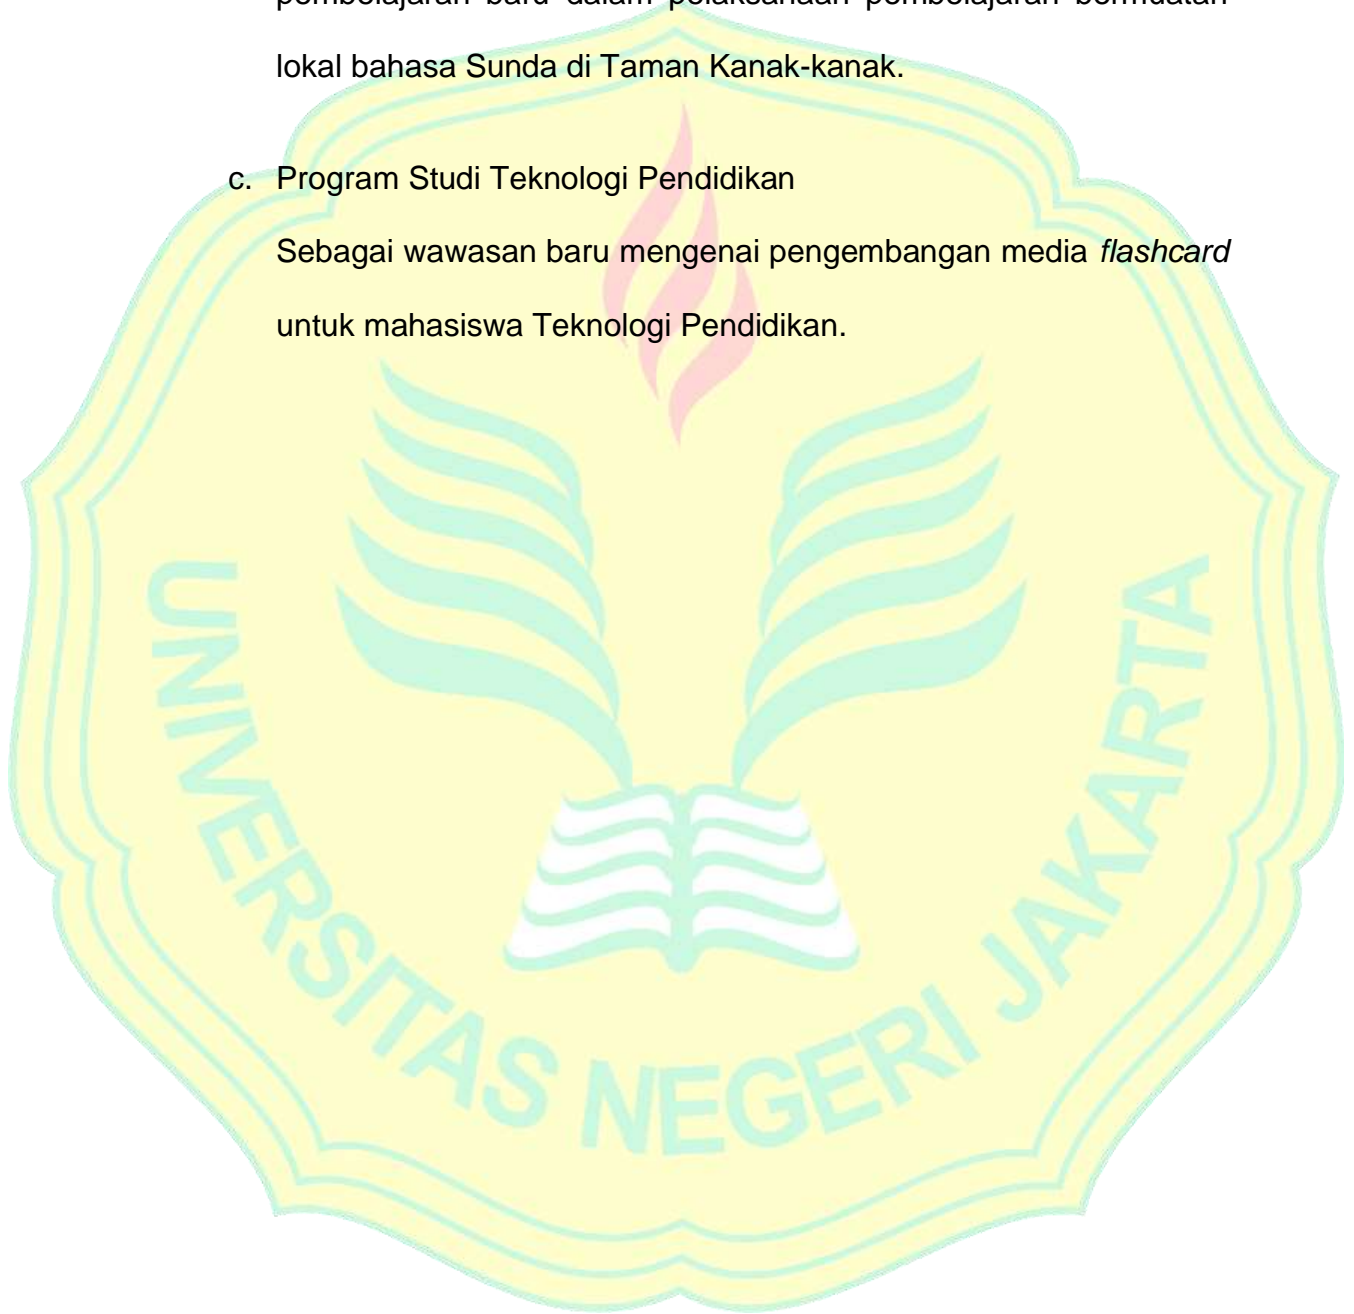 pembelajaran baru dalam pelaksanaan pembelajaran bermuatan
lokal bahasa Sunda di Taman Kanak-kanak.
c. Program Studi Teknologi Pendidikan
Sebagai wawasan baru mengenai pengembangan media flashcard
untuk mahasiswa Teknologi Pendidikan.
UNIVERSITAS NEGERI JAKARTA